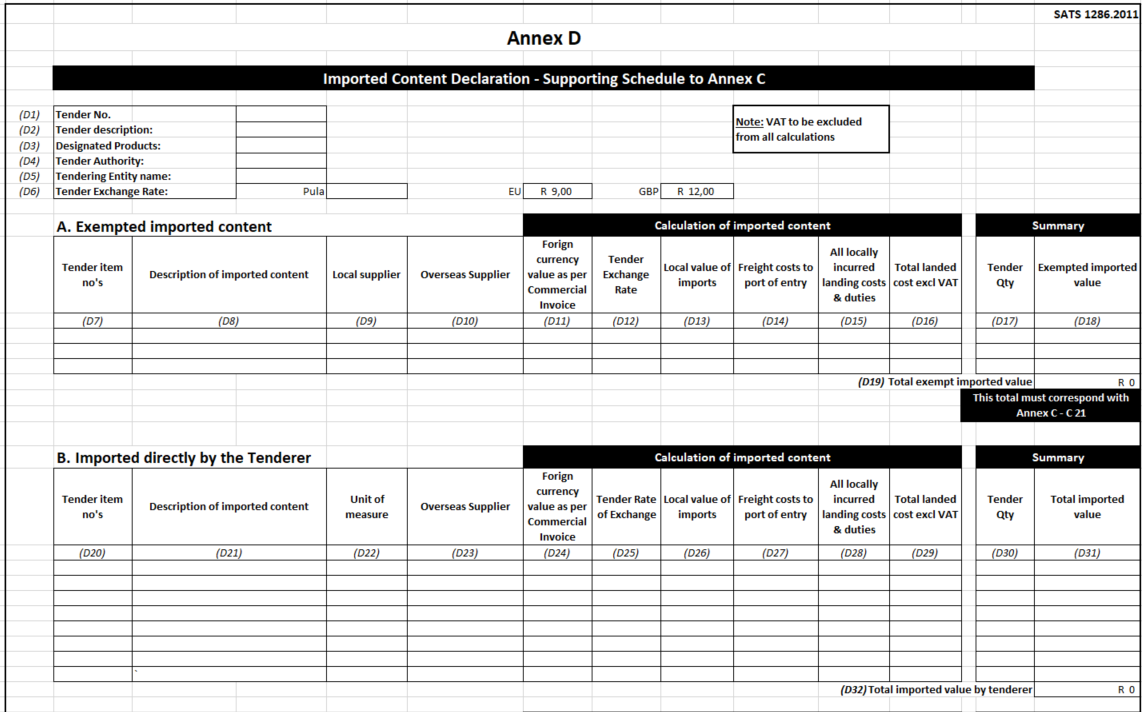 SATS 1286.2011
Annex D
Imported Content Declaration - Supporting Schedule to Annex C
(D1) Tender No.
(D2) Tender description:
(D3) Designated Products:
(D4) Tender Authority:
(D5) Tendering Entity name:
(D6) Tender Exchange Rate: Pula EU R 9,00 GBP R 12,00
Note: VAT to be excluded
from all calculations
A. Exempted imported content Calculation of imported content Summary
Tender item
no's
Description of imported content
Local supplier
Overseas Supplier
Forign
currency
value as per
Commercial
Invoice
Tender
Exchange
Rate
Local value of
imports
Freight costs to
port of entry
All locally
incurred
landing costs
& duties
Total landed
cost excl VAT
Tender
Qty
Exempted imported
value
(D7) (D8) (D9) (D10) (D11) (D12) (D13) (D14) (D15) (D16) (D17) (D18)
(D19) Total exempt imported value R 0
This total must correspond with
Annex C - C 21
B. Imported directly by the Tenderer Calculation of imported content Summary
Tender item
no's
Description of imported content
Unit of
measure
Overseas Supplier
Forign
currency
value as per
Commercial
Invoice
Tender Rate
of Exchange
Local value of
imports
Freight costs to
port of entry
All locally
incurred
landing costs
& duties
Total landed
cost excl VAT
Tender
Qty
Total imported
value
(D20) (D21) (D22) (D23) (D24) (D25) (D26) (D27) (D28) (D29) (D30) (D31)
`
(D32) Total imported value by tenderer R 0